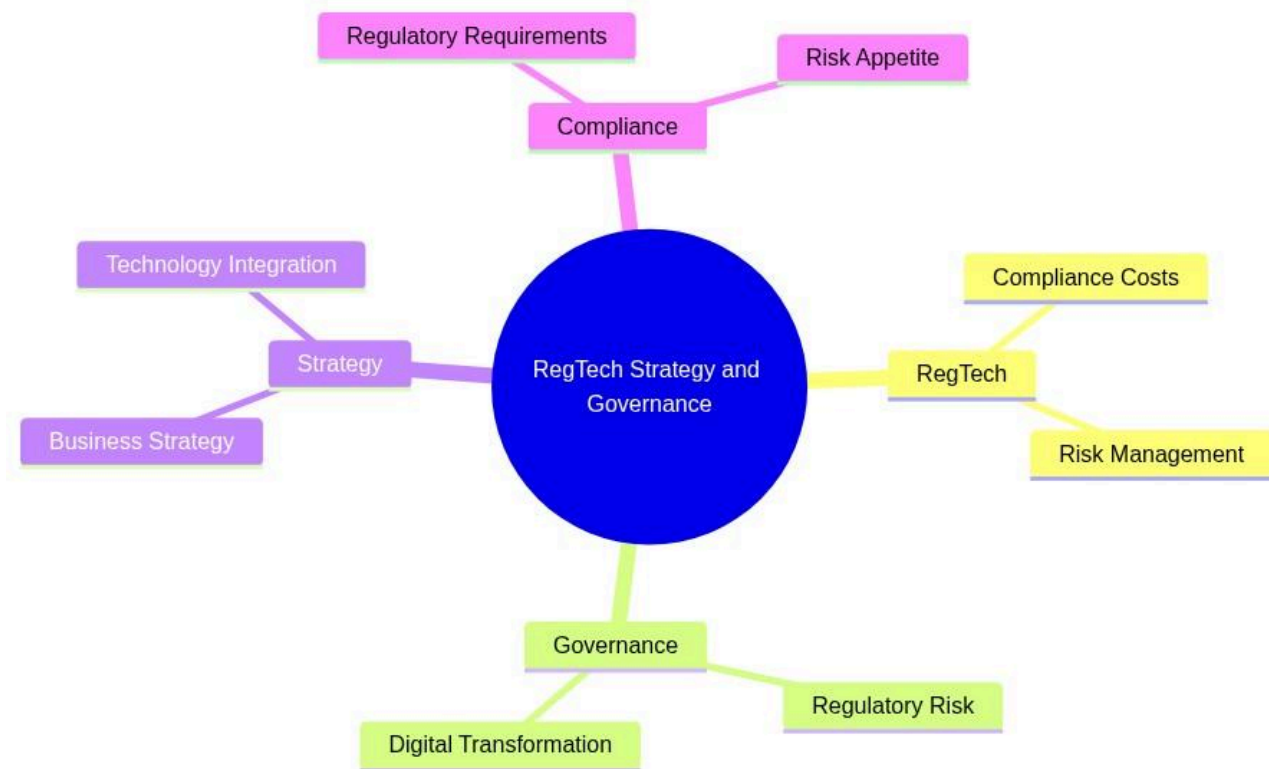 Regulatory Requirements
Risk Appetite
Compliance
Technology Integration
Compliance Costs
Strategy
RegTech Strategy and
Governance
RegTech
Business Strategy
Risk Management
Governance
Regulatory Risk
Digital Transformation